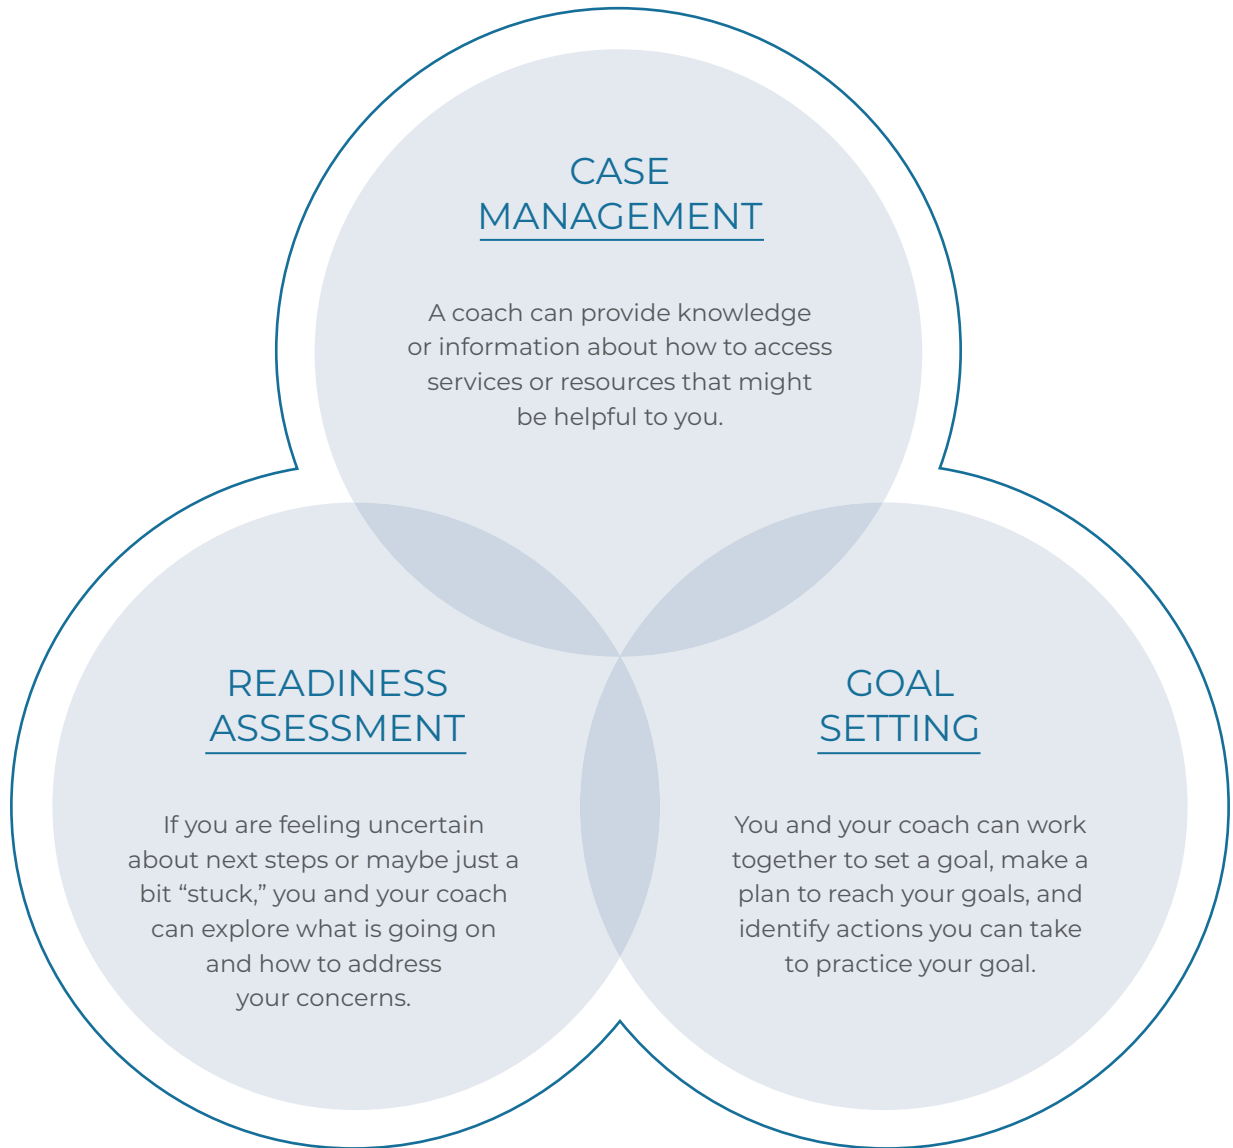 CASE
MANAGEMENT
A coach can provide knowledge
or information about how to access
services or resources that might
be helpful to you.
READINESS
ASSESSMENT
If you are feeling uncertain
about next steps or maybe just a
bit “stuck,” you and your coach
can explore what is going on
and how to address
your concerns.
GOAL
SETTING
You and your coach can work
together to set a goal, make a
plan to reach your goals, and
identify actions you can take
to practice your goal.